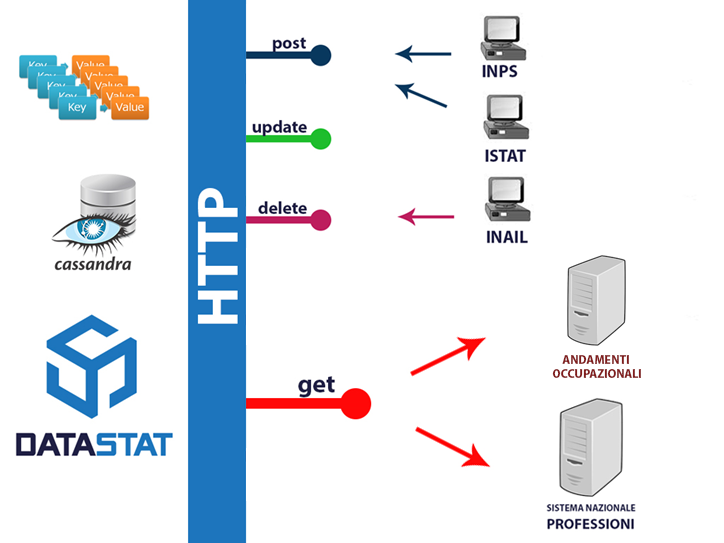 Key
Value
Key
Value
Key
Value
Key
Value
Key
Value
cassandra
DATASTAT
HTTP
post
update
delete
get
INPS
ISTAT
INAIL
ANDAMENTI
OCCUPAZIONALI
SISTEMA NAZIONALE
PROFESSIONI